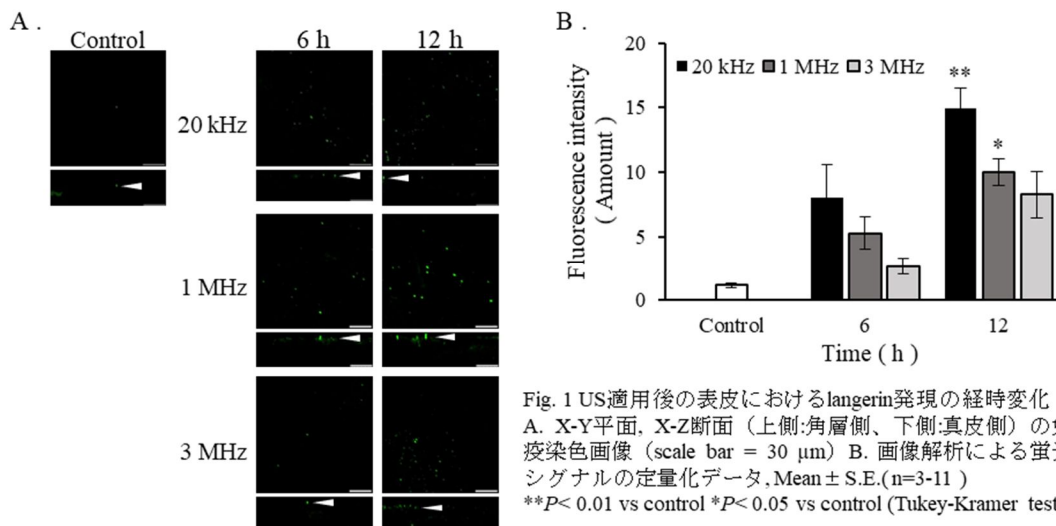 A .
Control
6 h
12 h
20 kHz
1 MHz
3 MHz
B .
20
15
10
5
0
Fluorescence intensity
( Amount )
20 kHz 1 MHz 3 MHz
**
*
Control 6 12
Time ( h )
Fig. 1 US適用後の表皮におけるlangerin発現の経時変化
A. X-Y平面, X-Z断面（上側:角層側、下側:真皮側）の
疫染色画像（scale bar = 30 μm）B. 画像解析による
シグナルの定量化データ, Mean ± S.E.( n=3-11 )
**P< 0.01 vs control *P< 0.05 vs control (Tukey-Kramer test